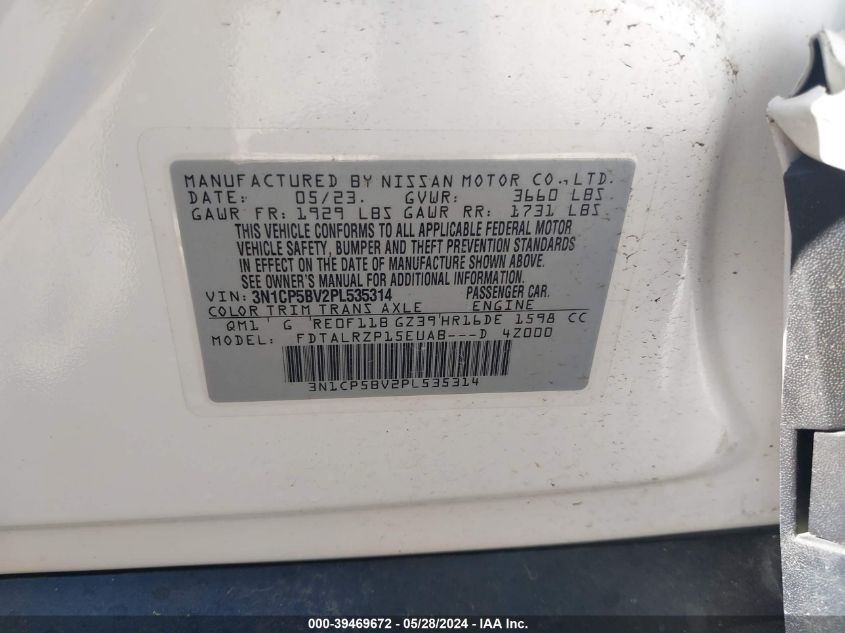 MANUFACTURED BY NISSAN MOTOR CO., LTD.
DATE: 05/23. GVWR: 3660 LBS
GAWR FR: 1929 LBS GAWR RR: 1731 LBS
THIS VEHICLE CONFORMS TO ALL APPLICABLE FEDERAL MOTOR
VEHICLE SAFETY, BUMPER AND THEFT PREVENTION STANDARDS
IN EFFECT ON THE DATE OF MANUFACTURE SHOWN ABOVE.
SEE OWNER'S MANUAL FOR ADDITIONAL INFORMATION.
VIN: 3N1CP5BV2PL535314 PASSENGER CAR.
COLOR TRIM TRANS AXLE ENGINE
QM1 G RE0F11B GZ39 HR16DE 1598 CC
MODEL: FDTALRZP15EUAB---D 4Z000
3N1CP5BV2PL535314
000-39469672 / 05/28/2024 - IAA Inc.